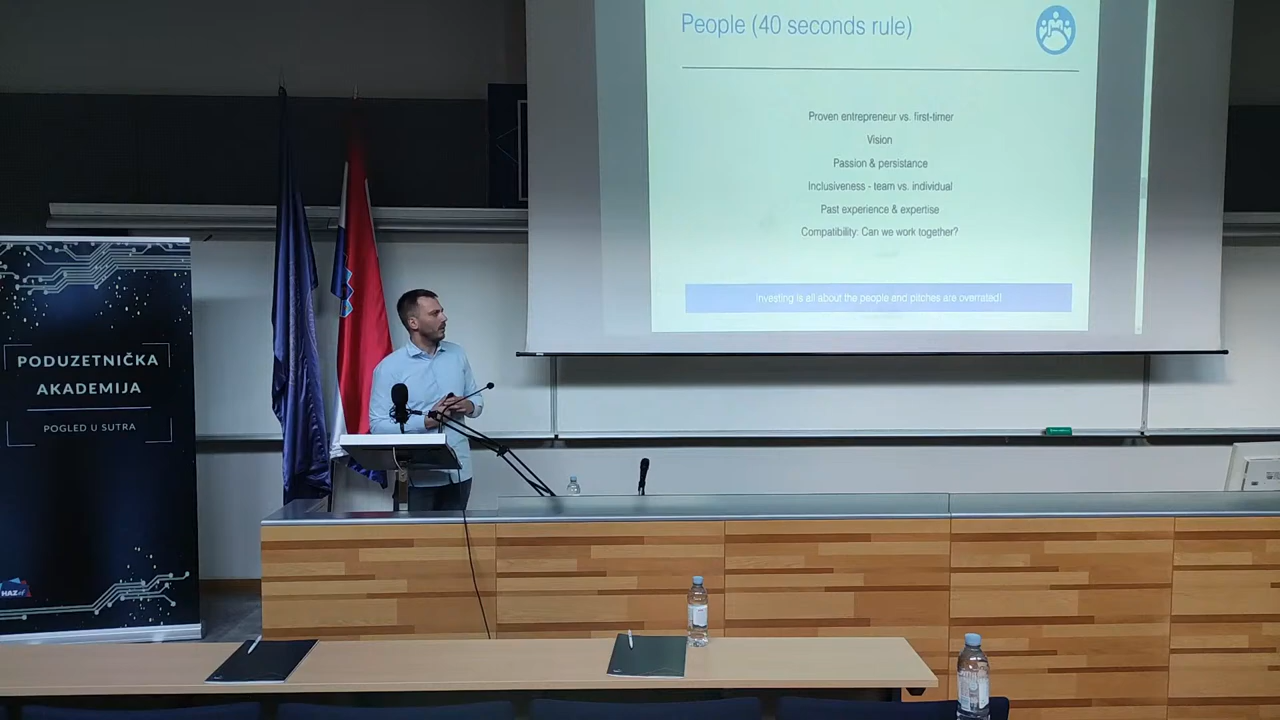 People (40 seconds rule)
Proven entrepreneur vs. first-timer
Vision
Passion & persistance
Inclusiveness - team vs. individual
Past experience & expertise
Compatibility: Can we work together?
Investing is all about the people and pitches are overrated!
PODUZETNIČKA
AKADEMIJA
POGLED U SUTRA
HAZ